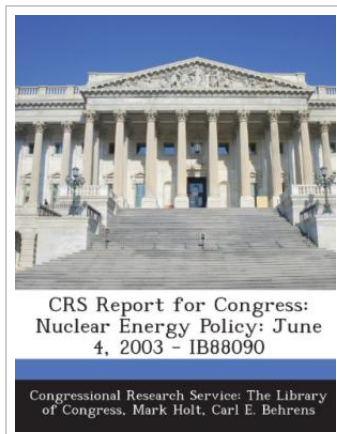 CRS Report for Congress:
Nuclear Energy Policy: June
4, 2003 - IB88090
Congressional Research Service: The Library
of Congress, Mark Holt, Carl E. Behrens